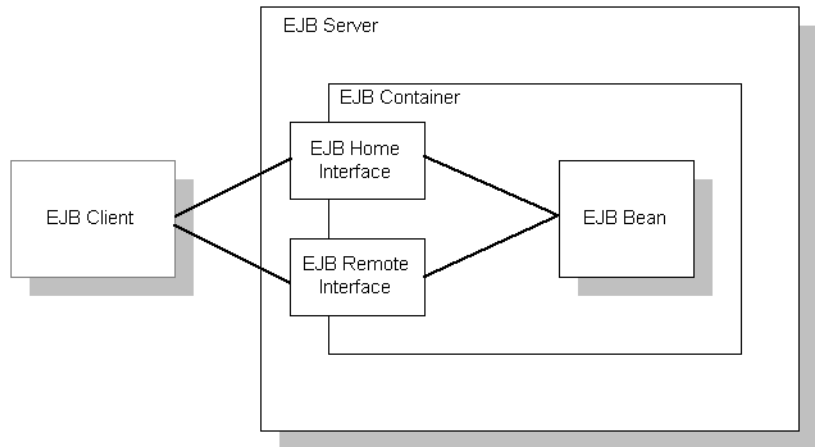 EJB Server
EJB Container
EJB Home
Interface
EJB Client
EJB Bean
EJB Remote
Interface